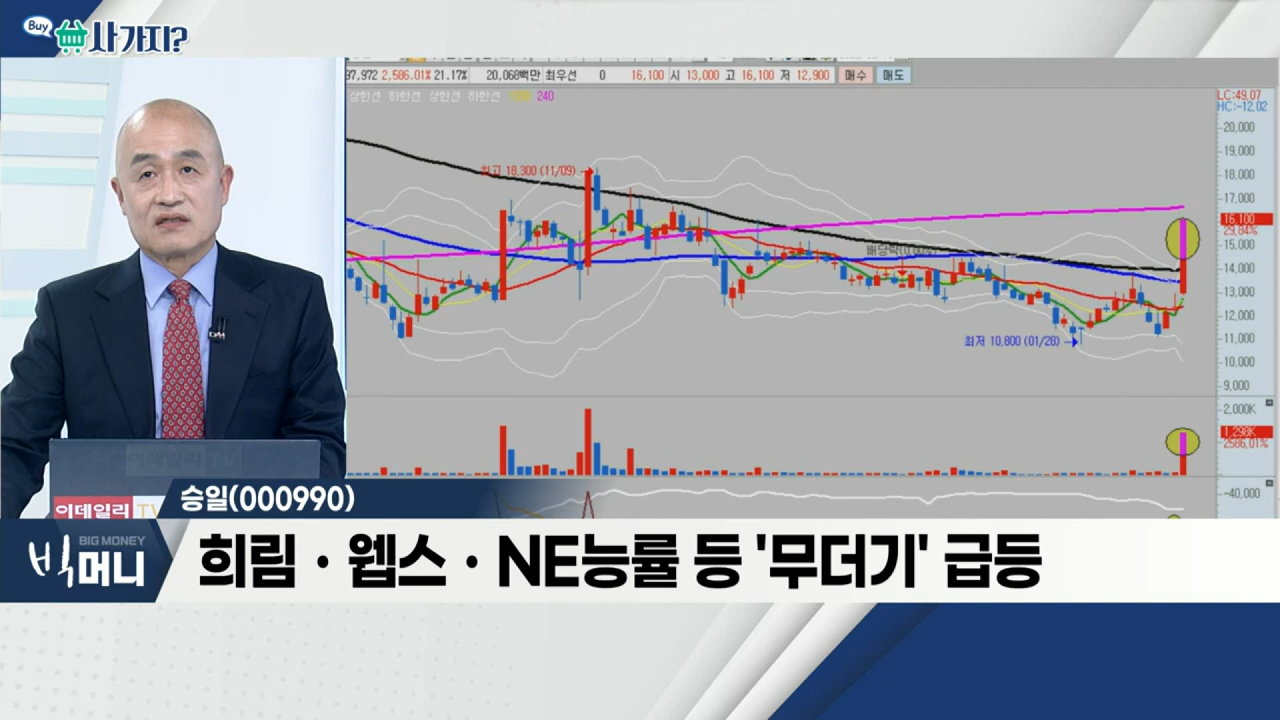 Buy
사가지?
97,972 2,586.01% 21.17% 20,068백만 최우선 0 16,100 시 13,000 고 16,100 저 12,900 매수 매도
상한선 하한선 상한선 하한선 240
LC:49.07
HC:-12.02
20,000
19,000
최고 18,300 (11/09)
18,000
17,000
16,100
29.84%
15,000
14,000
13,000
12,000
최저 10,800 (01/28)
11,000
10,000
9,000
2,000K
1,298K
2586.01%
40,000
이데일리 TV
승일(000990)
BIG MONEY
빅머니
희림·웹스·NE능률 등 '무더기' 급등